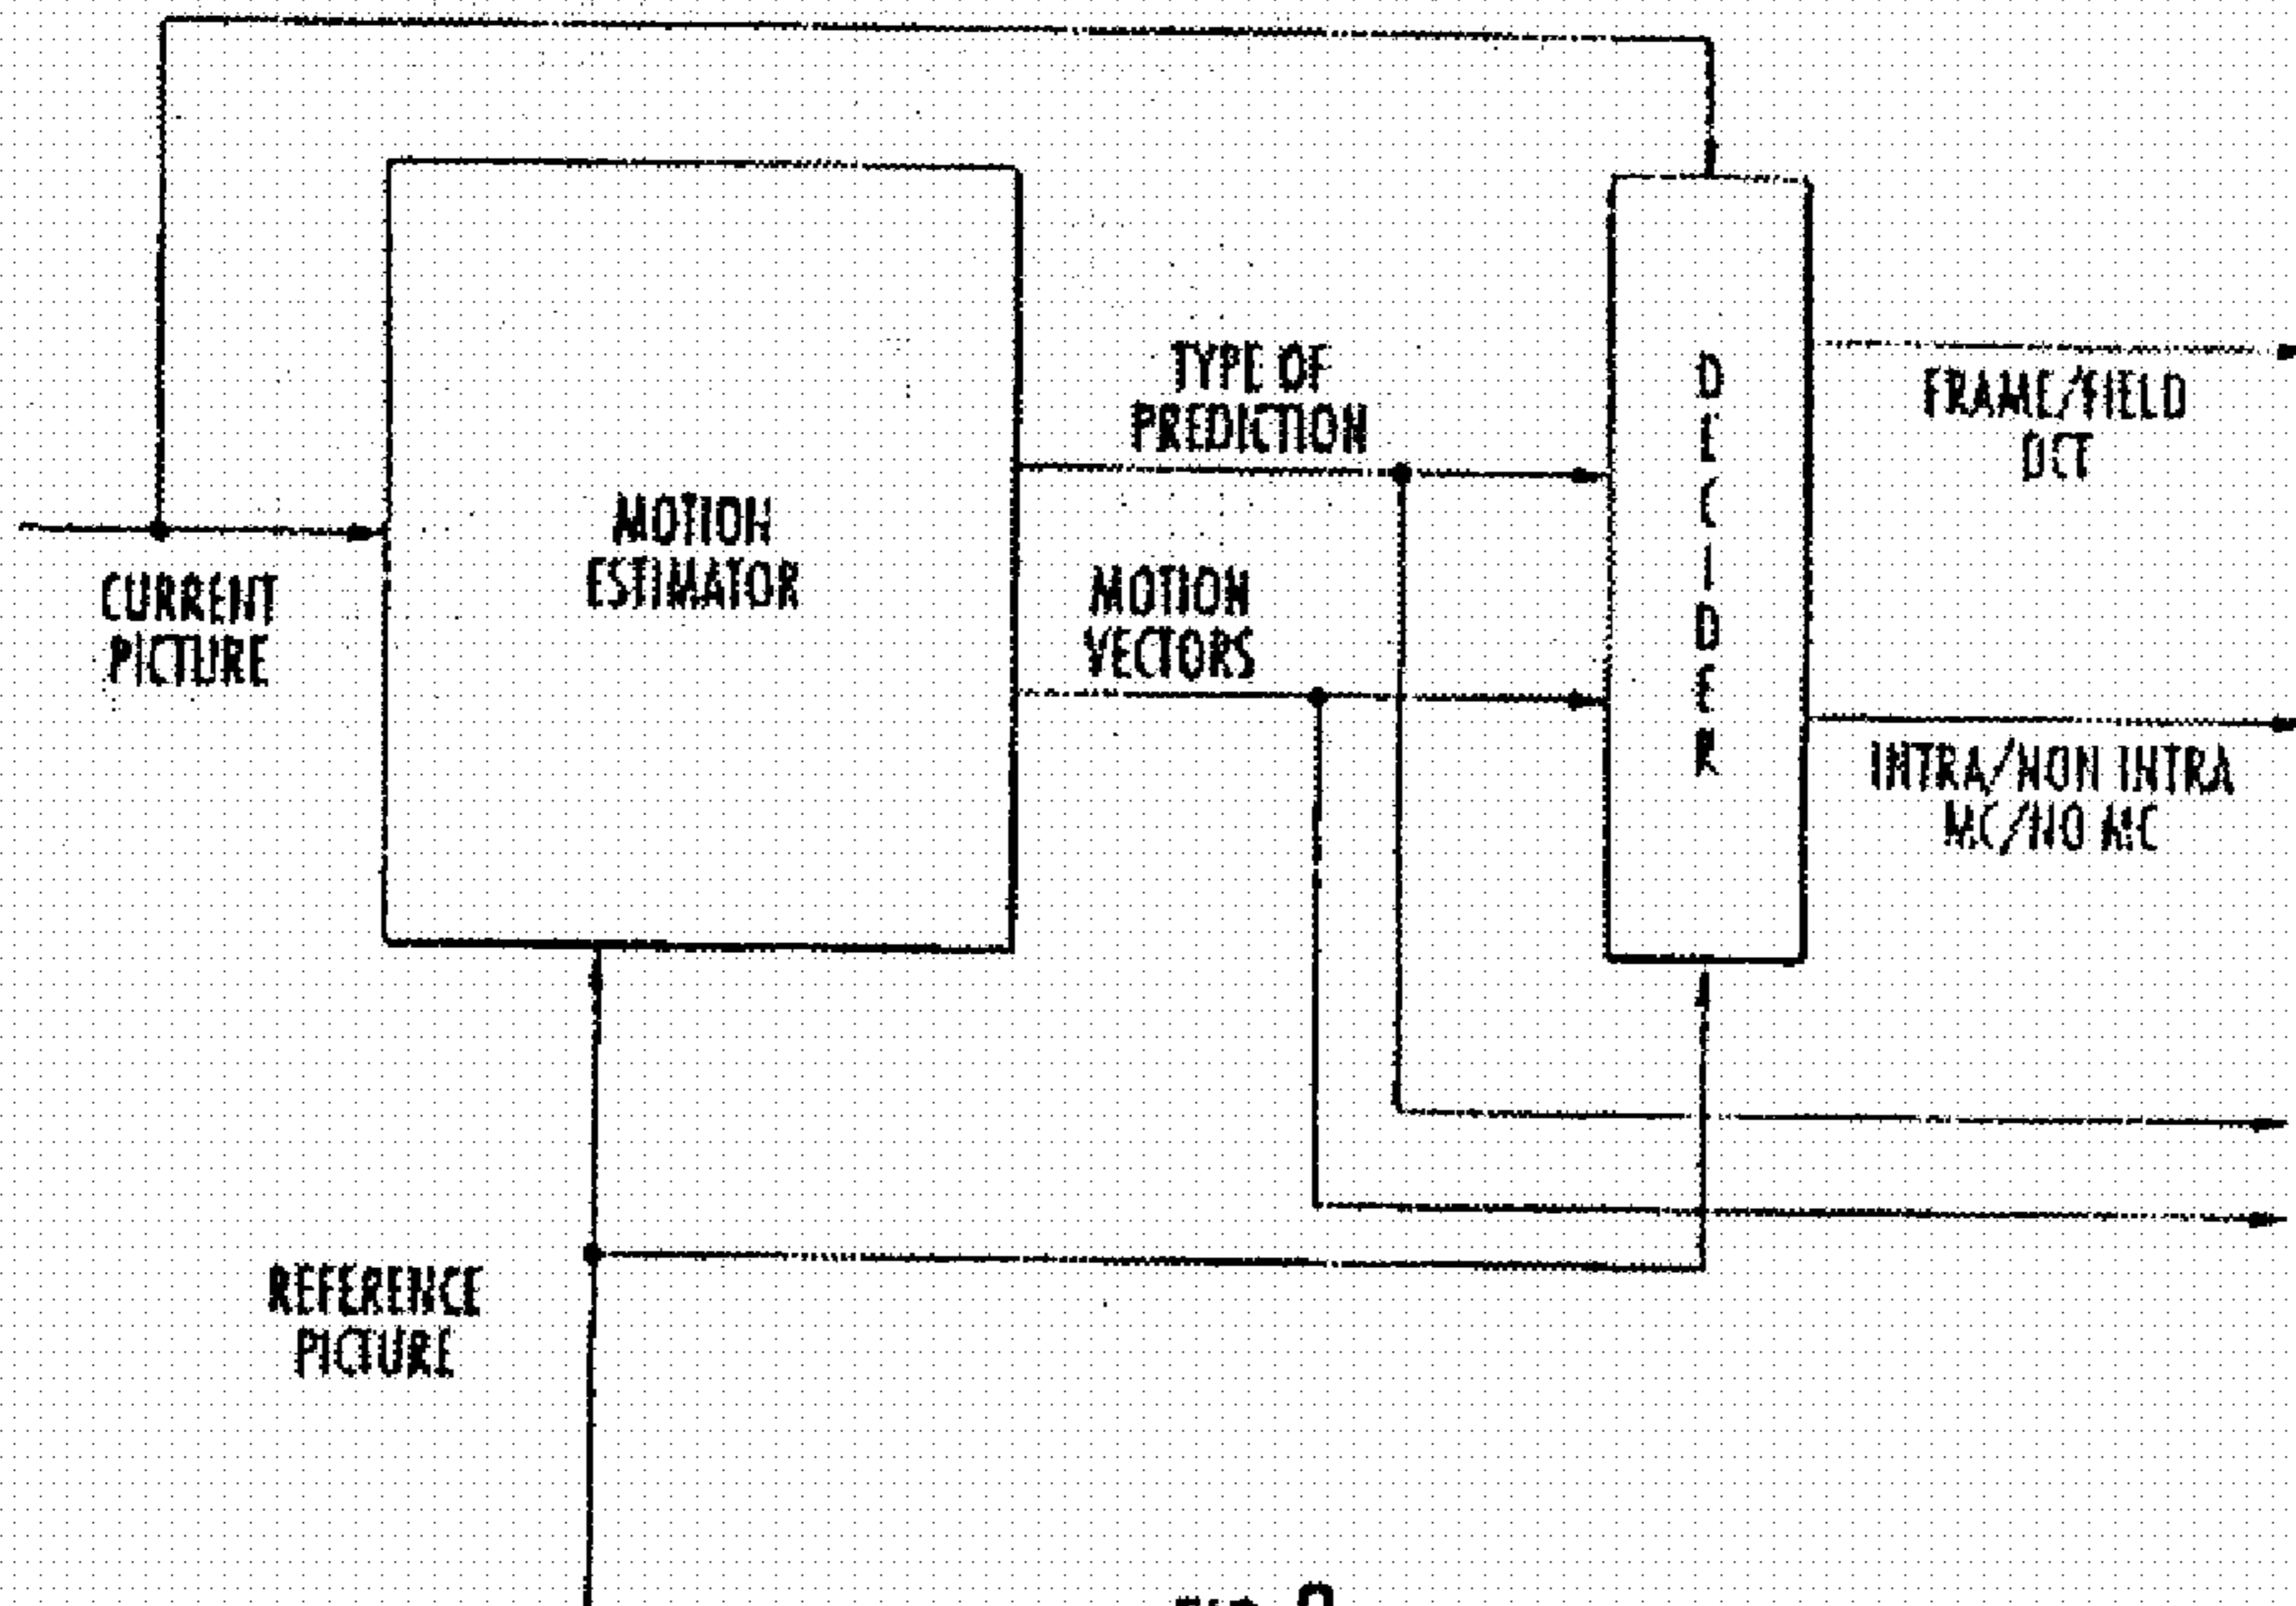 TYPE OF
PREDICTION
DECIDER
FRAME/FIELD
DCT
MOTION
ESTIMATOR
CURRENT
PICTURE
MOTION
VECTORS
INTRA/NON INTRA
MC/NO MC
REFERENCE
PICTURE